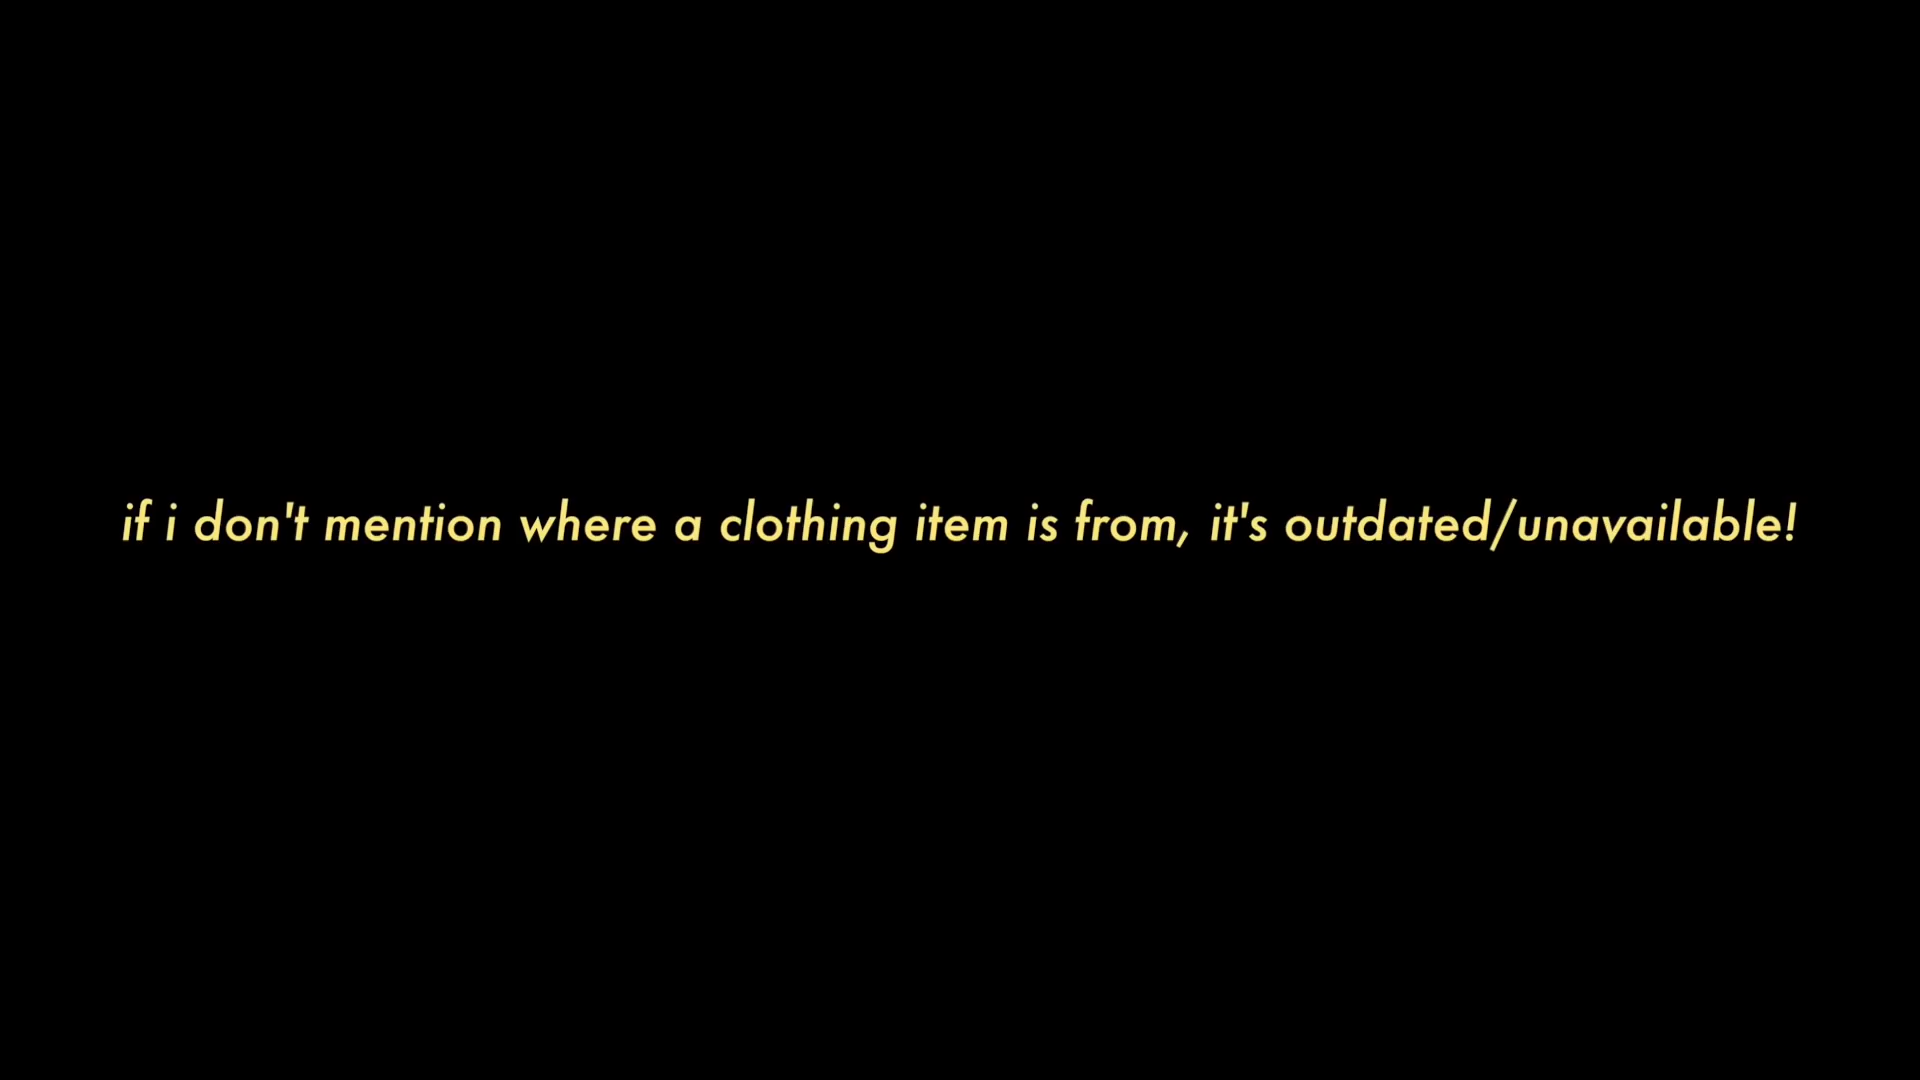 if i don't mention where a clothing item is from, it's outdated/unavailable!